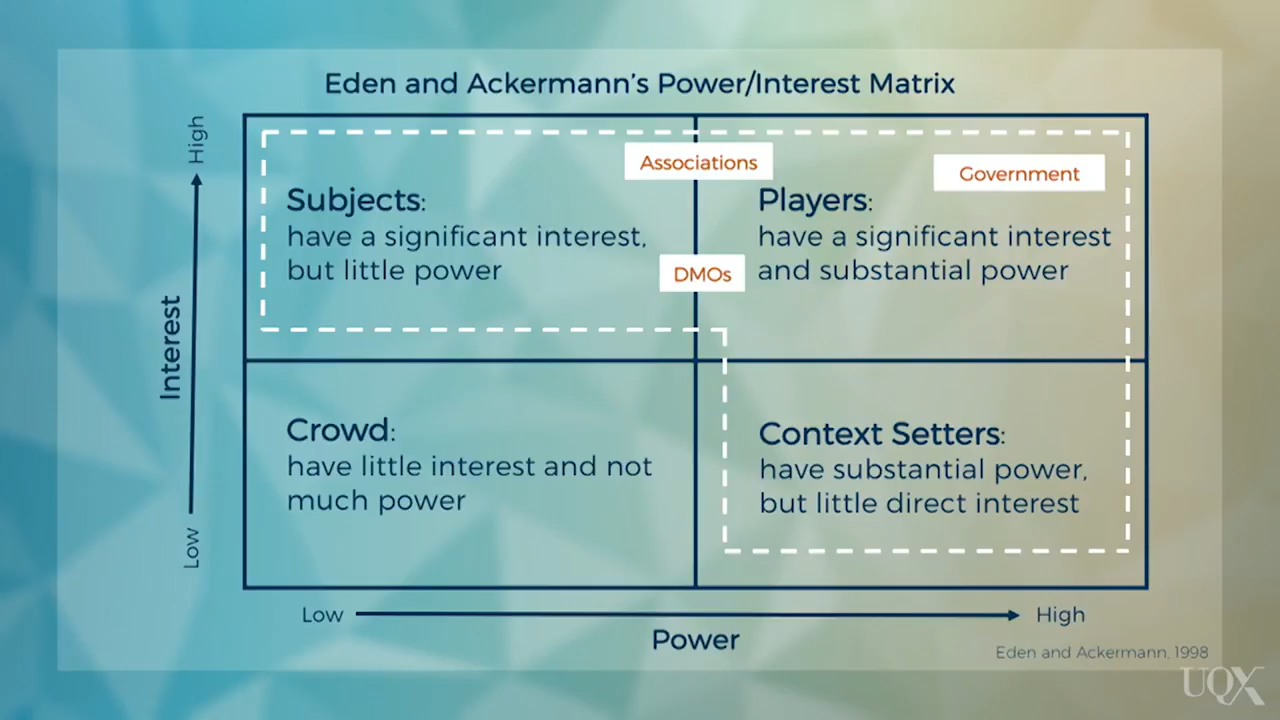 Eden and Ackermann's Power/Interest Matrix
High
Interest
Low
Associations
Government
Subjects:
have a significant interest,
but little power
Players:
have a significant interest
and substantial power
DMOs
Crowd:
have little interest and not
much power
Context Setters:
have substantial power,
but little direct interest
Low
High
Power
Eden and Ackermann, 1998
UQX